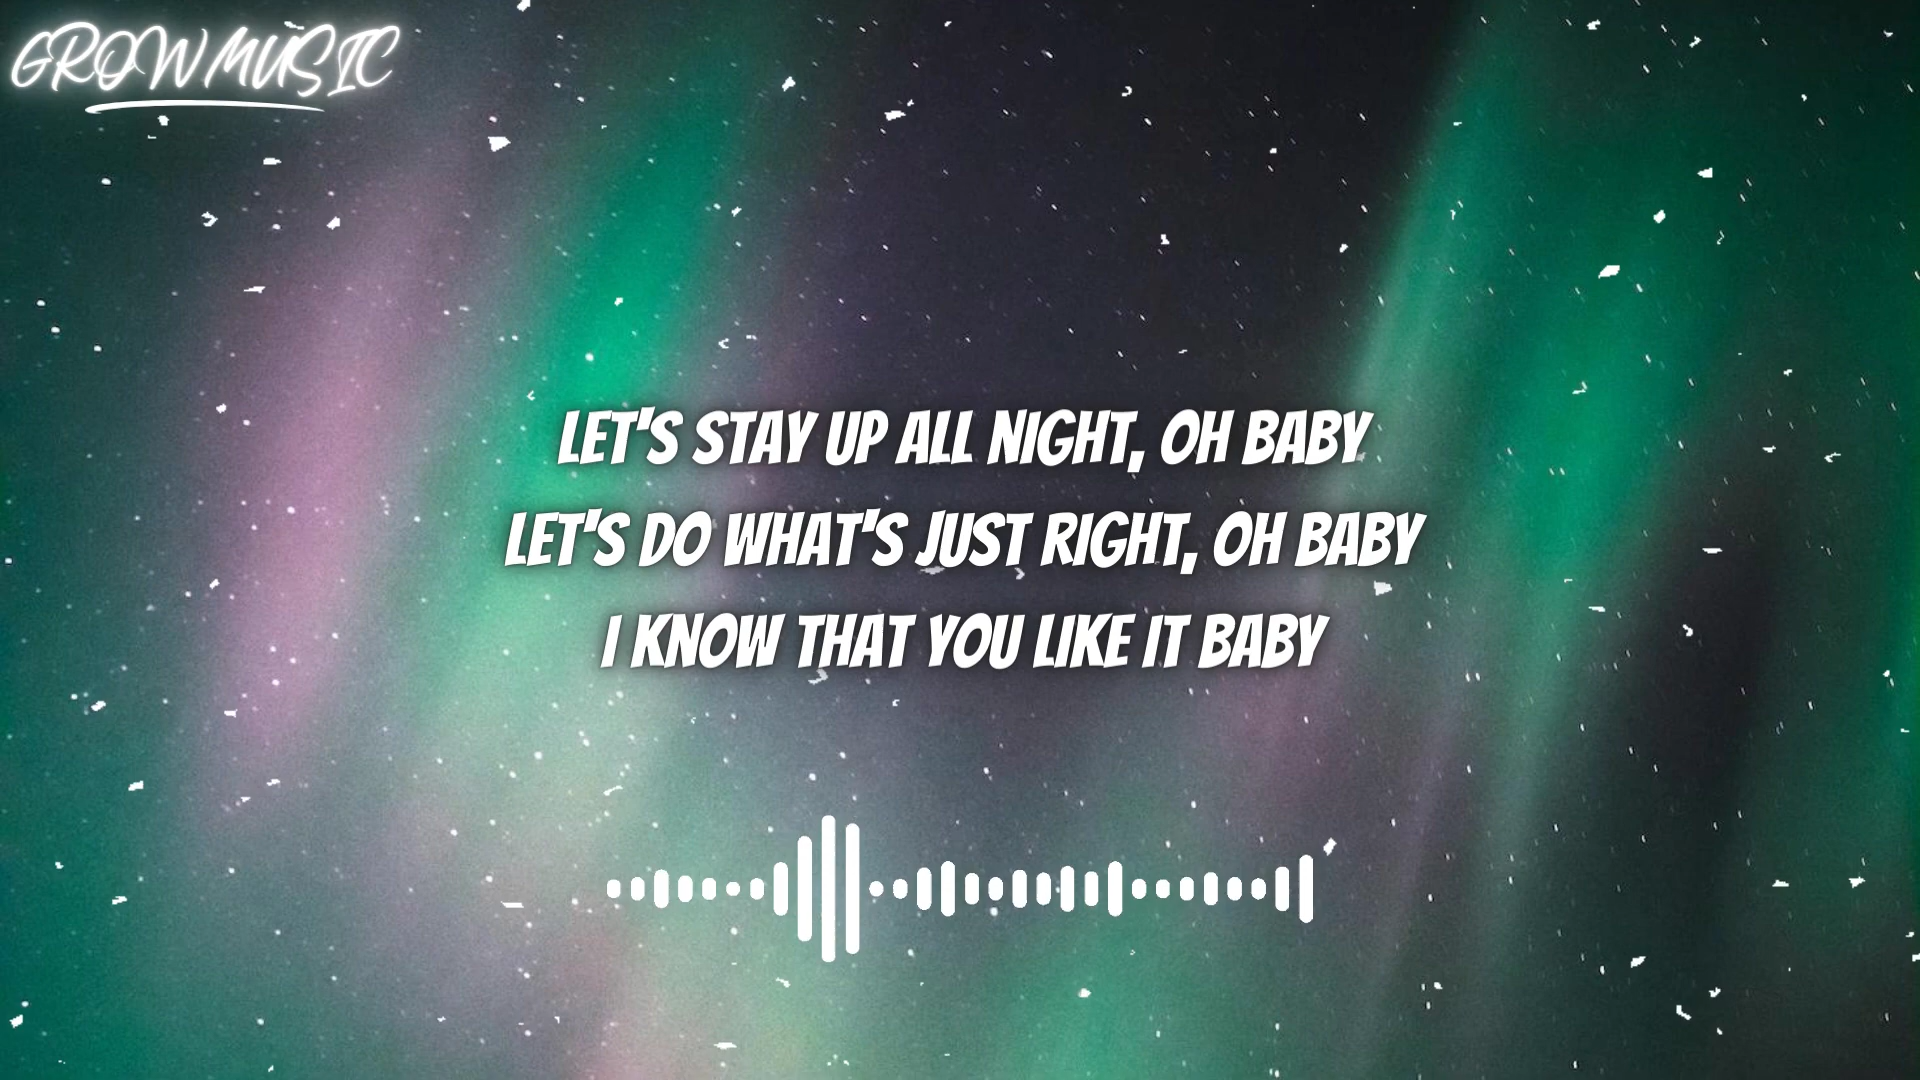 GROWMUSIC
LET'S STAY UP ALL NIGHT, OH BABY
LET'S DO WHAT'S JUST RIGHT, OH BABY
I KNOW THAT YOU LIKE IT BABY